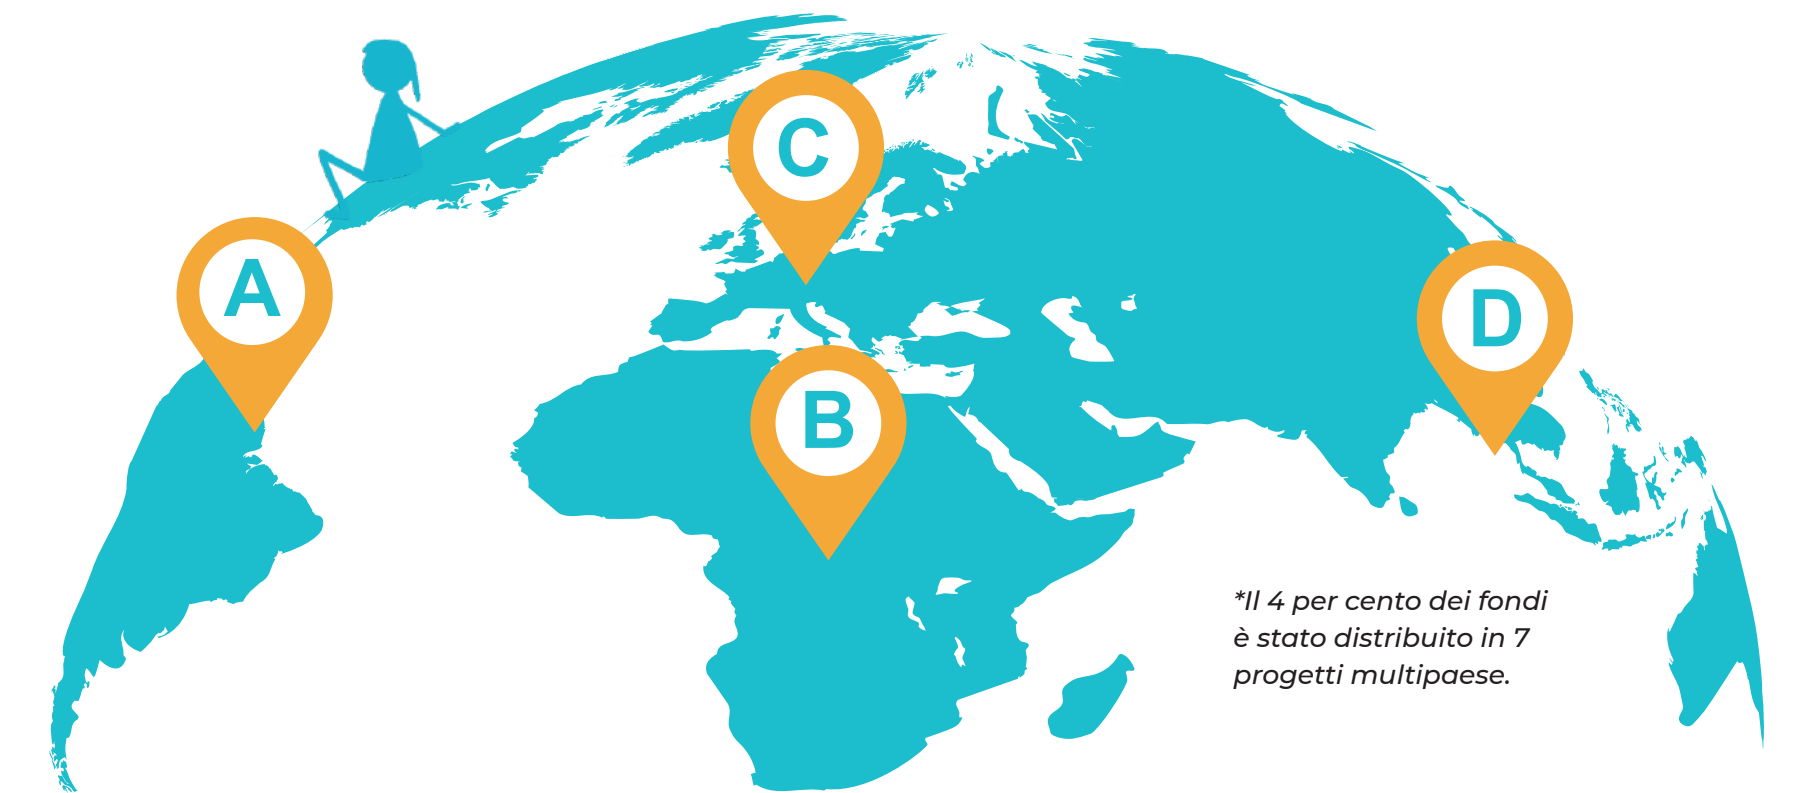 C
A
D
B
*Il 4 per cento dei fondi
è stato distribuito in 7
progetti multipaese.